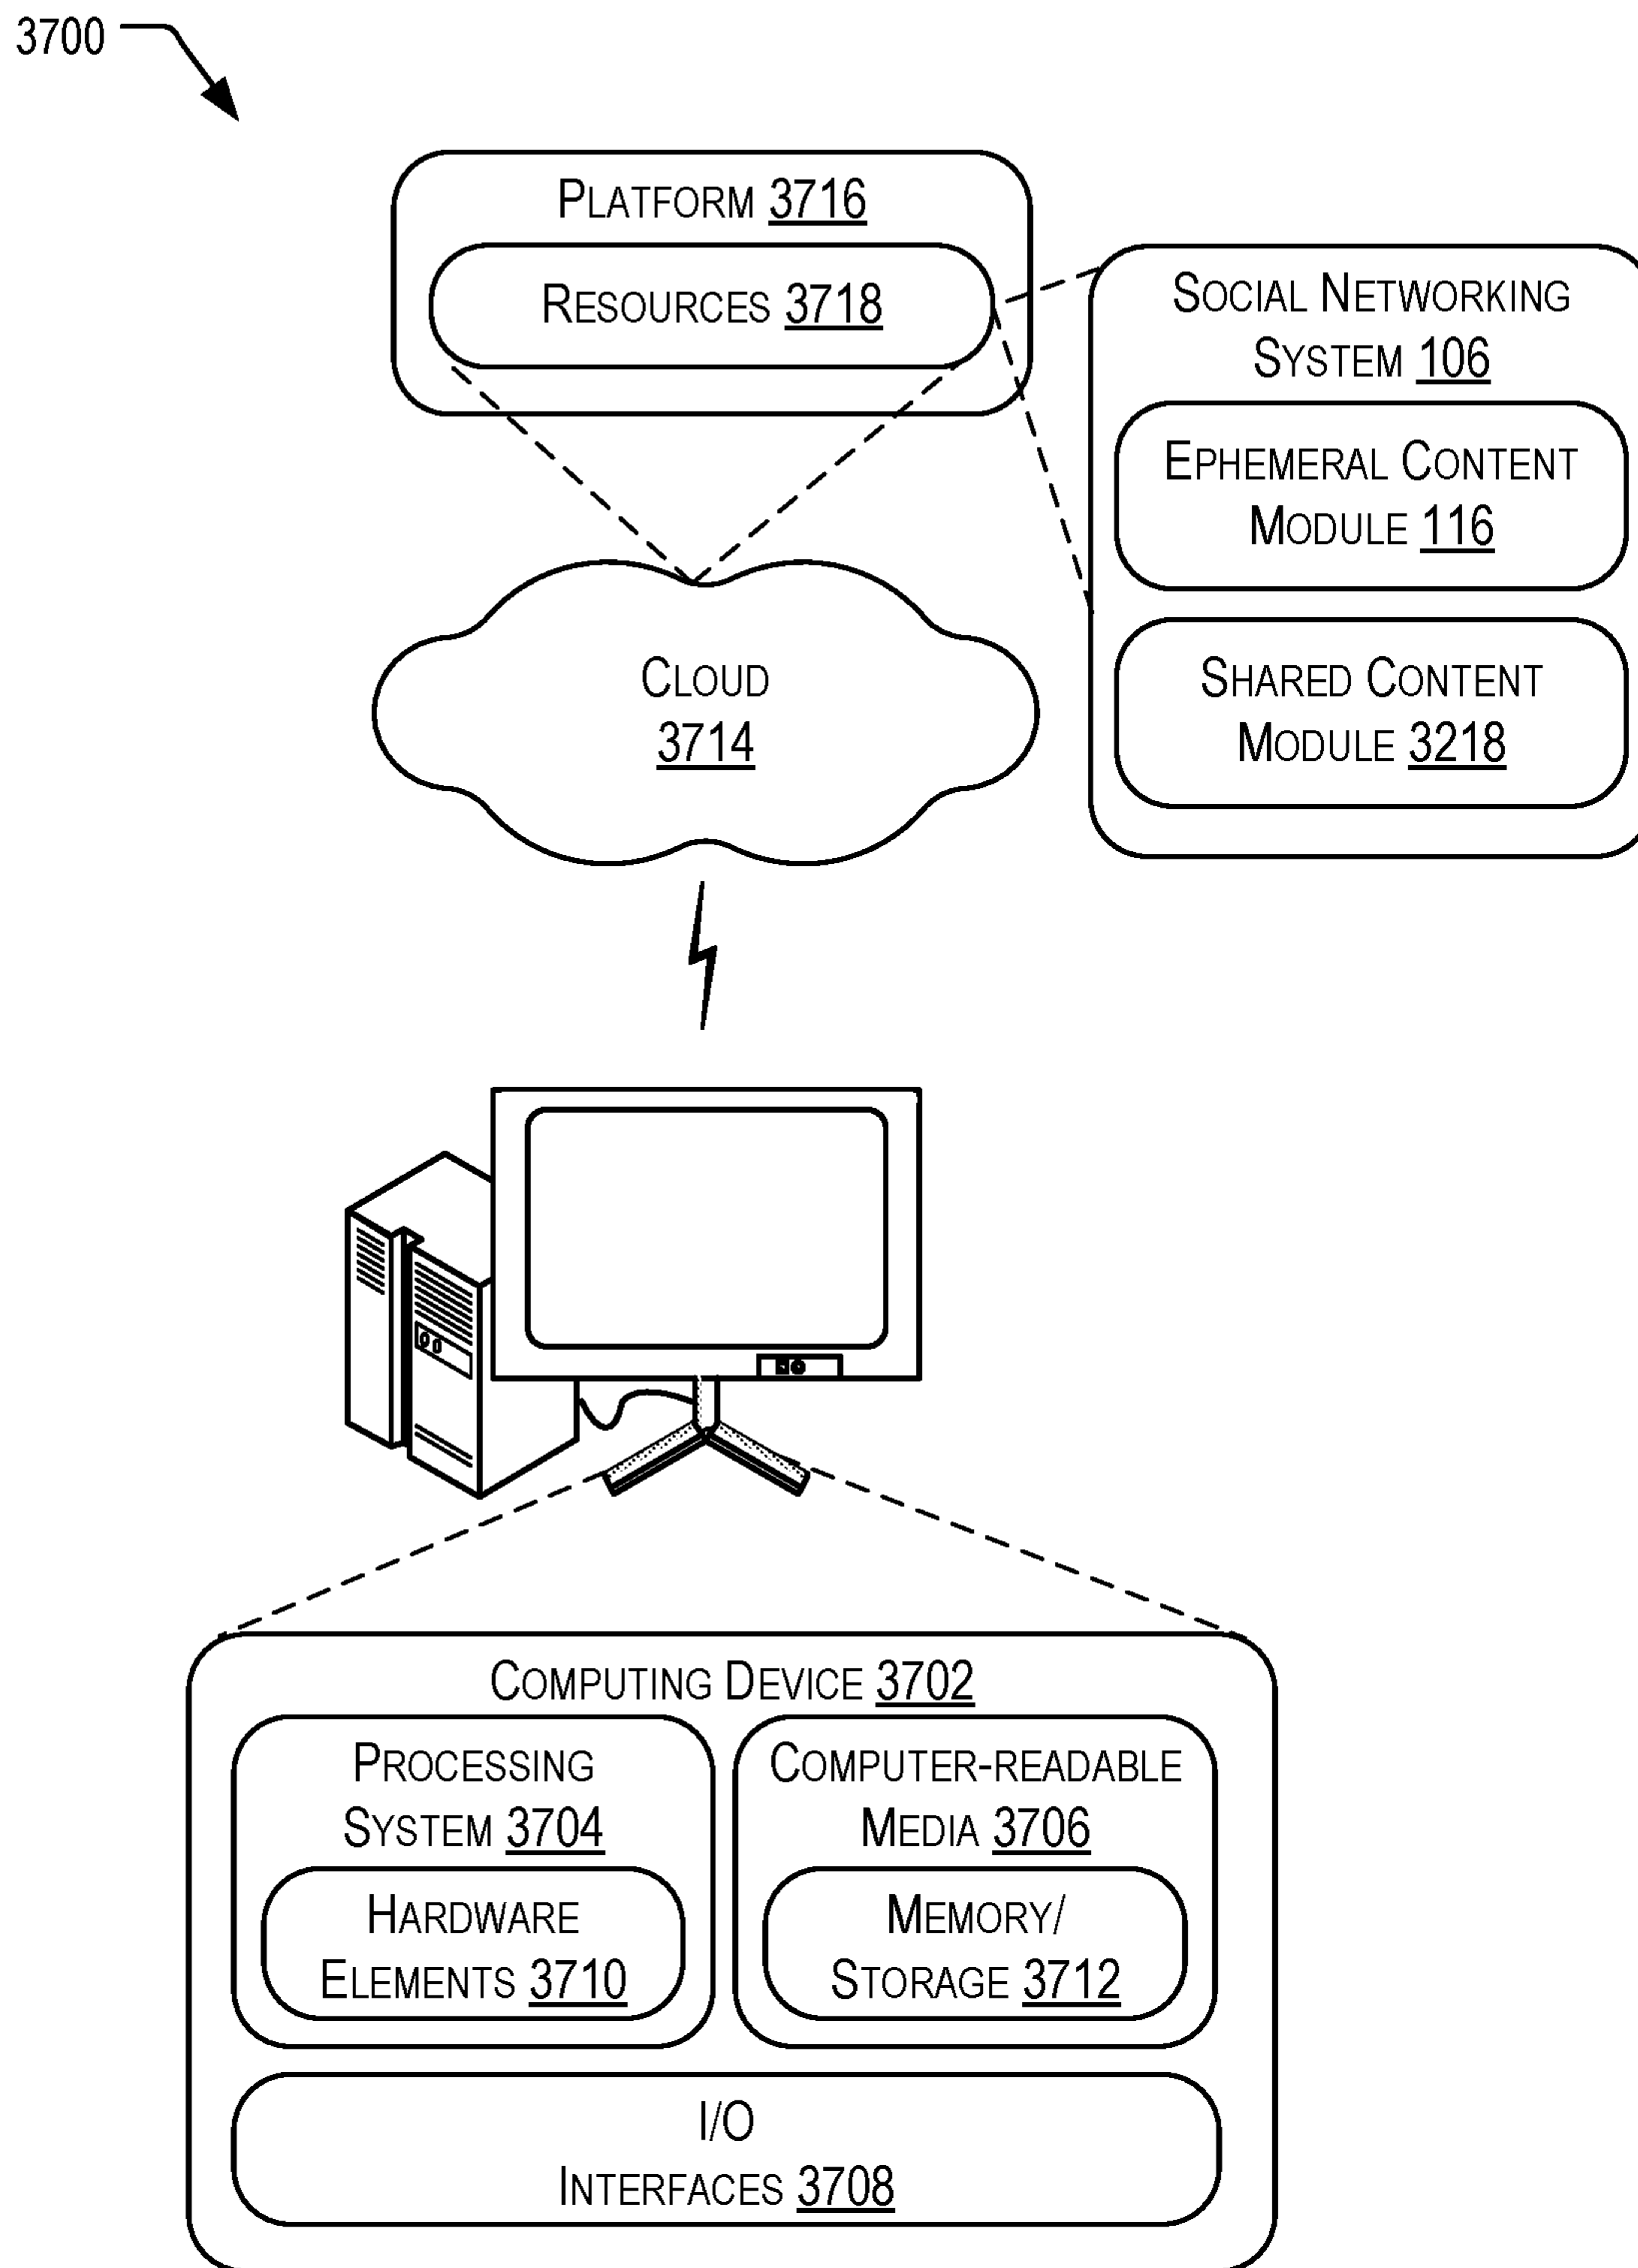 3700
PLATFORM 3716
RESOURCES 3718
SOCIAL NETWORKING
SYSTEM 106
EPHEMERAL CONTENT
MODULE 116
SHARED CONTENT
MODULE 3218
CLOUD
3714
COMPUTING DEVICE 3702
PROCESSING
SYSTEM 3704
HARDWARE
ELEMENTS 3710
COMPUTER-READABLE
MEDIA 3706
MEMORY/
STORAGE 3712
I/O
INTERFACES 3708